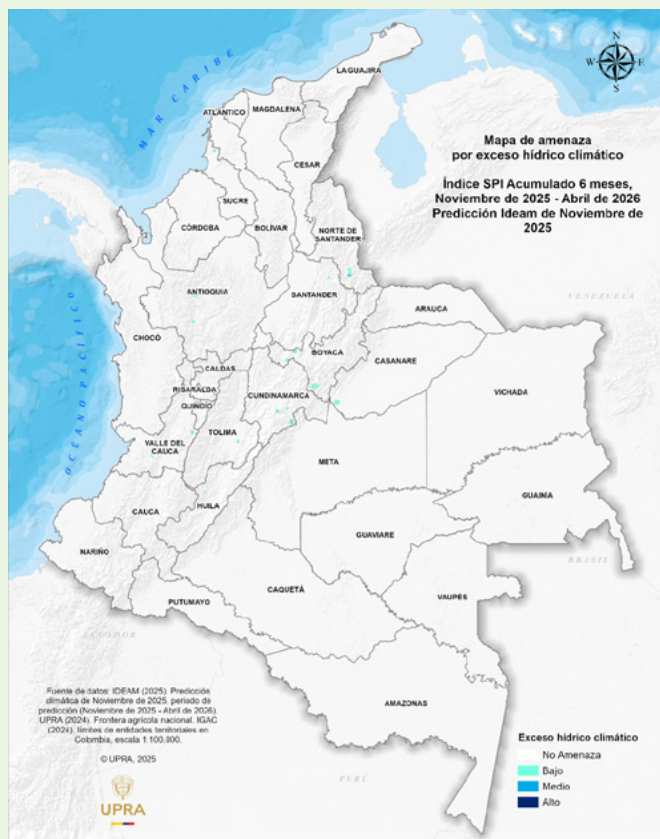 N
W
E
S
Mapa de amenaza
por exceso hídrico climático
Índice SPI Acumulado 6 meses,
Noviembre de 2025 - Abril de 2026
Predicción Ideam de Noviembre de
2025
MAR CARIBE
LA GUAJIRA
ATLÁNTICO
MAGDALENA
CESAR
SUCRE
CÓRDOBA
BOLÍVAR
NORTE DE
SANTANDER
ANTIOQUIA
SANTANDER
ARAUCA
VENEZUELA
OCÉANO PACÍFICO
CHOCÓ
BOYACA
CASANARE
CALDAS
RISARALDA
CUNDINAMARCA
VICHADA
QUINDIO
TOLIMA
VALLE DEL
CAUCA
META
GUAINÍA
CAUCA
HUILA
GUAVIARE
NARIÑO
BRASIL
CAQUETÁ
VAUPÉS
PUTUMAYO
ECUADOR
AMAZONAS
PERÚ
Fuente de datos: IDEAM (2025). Predicción
climática de Noviembre de 2025, periodo de
predicción (Noviembre de 2025 - Abril de 2026).
UPRA (2024). Frontera agrícola nacional. IGAC
(2024). límites de entidades territoriales en
Colombia, escala 1:100.000.
© UPRA, 2025
UPRA
Exceso hídrico climático
No Amenaza
Bajo
Medio
Alto